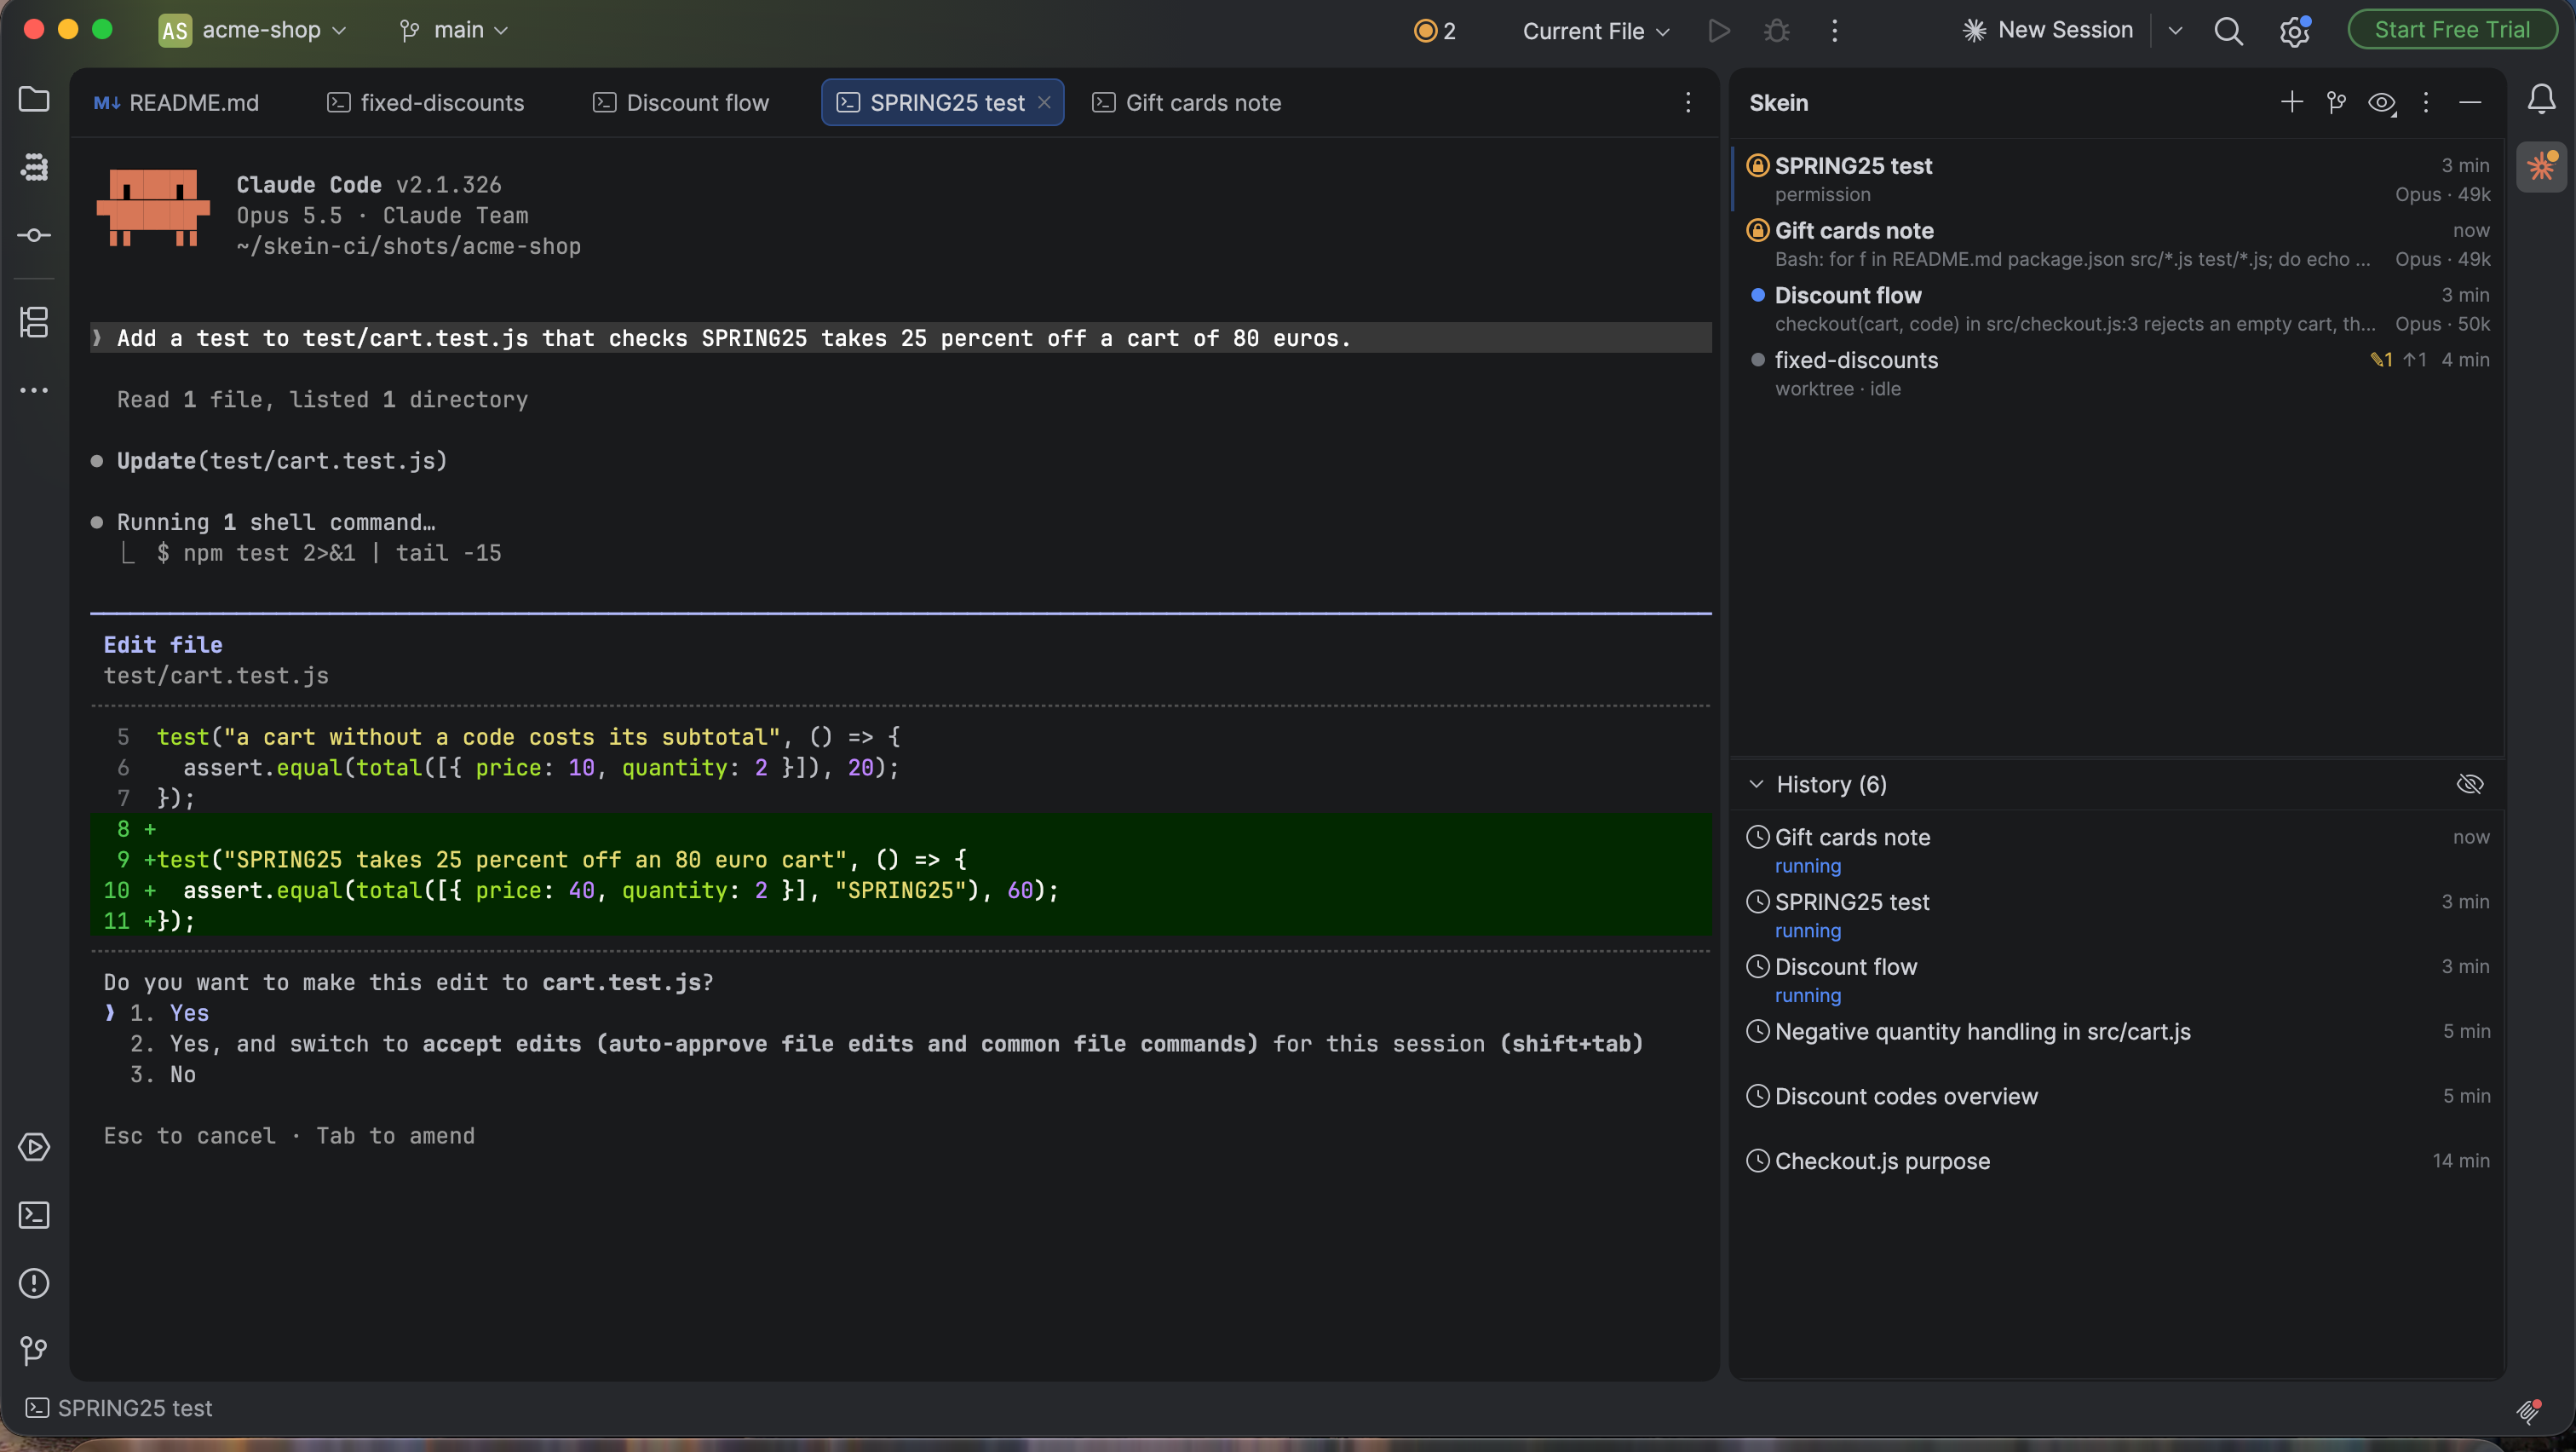 AS acme-shop
main
2
Current File
New Session
Start Free Trial
README.md
fixed-discounts
Discount flow
SPRING25 test
Gift cards note
Claude Code v2.1.326
Opus 5.5 · Claude Team
~/skein-ci/shots/acme-shop
❯ Add a test to test/cart.test.js that checks SPRING25 takes 25 percent off a cart of 80 euros.
Read 1 file, listed 1 directory
● Update(test/cart.test.js)
● Running 1 shell command…
⎿ $ npm test 2>&1 | tail -15
Edit file
test/cart.test.js
5 test("a cart without a code costs its subtotal", () => {
6 assert.equal(total([{ price: 10, quantity: 2 }]), 20);
7 });
8 +
9 +test("SPRING25 takes 25 percent off an 80 euro cart", () => {
10 + assert.equal(total([{ price: 40, quantity: 2 }], "SPRING25"), 60);
11 +});
Do you want to make this edit to cart.test.js?
❯ 1. Yes
2. Yes, and switch to accept edits (auto-approve file edits and common file commands) for this session (shift+tab)
3. No
Esc to cancel · Tab to amend
SPRING25 test
Skein
SPRING25 test 3 min
permission Opus · 49k
Gift cards note now
Bash: for f in README.md package.json src/*.js test/*.js; do echo ... Opus · 49k
Discount flow 3 min
checkout(cart, code) in src/checkout.js:3 rejects an empty cart, th... Opus · 50k
fixed-discounts ✎1 ↑1 4 min
worktree · idle
History (6)
Gift cards note now
running
SPRING25 test 3 min
running
Discount flow 3 min
running
Negative quantity handling in src/cart.js 5 min
Discount codes overview 5 min
Checkout.js purpose 14 min